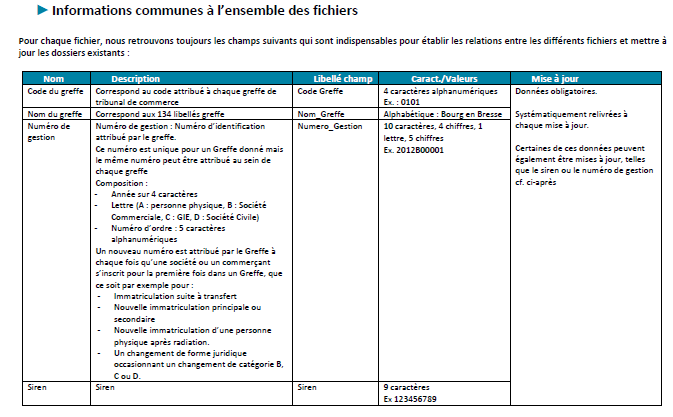 ► Informations communes à l'ensemble des fichiers
Pour chaque fichier, nous retrouvons toujours les champs suivants qui sont indispensables pour établir les relations entre les différents fichiers et mettre à
jour les dossiers existants :
Nom Description Libellé champ Caract./Valeurs Mise à jour
Code du greffe
Correspond au code attribué à chaque greffe de
tribunal de commerce
Code Greffe
4 caractères alphanumériques
Ex. : 0101
Données obligatoires.
Systématiquement relivrées à
chaque mise à jour.
Certaines de ces données peuvent
également être mises à jour, telles
que le siren ou le numéro de gestion
cf. ci-après
Nom du greffe
Correspond aux 134 libellés greffe
Nom_Greffe
Alphabétique : Bourg en Bresse
Numéro de
gestion
Numéro de gestion : Numéro d'identification
attribué par le greffe.
Ce numéro est unique pour un Greffe donné mais
le même numéro peut être attribué au sein de
chaque greffe
Composition :
- Année sur 4 caractères
- Lettre (A : personne physique, B : Société
Commerciale, C : GIE, D : Société Civile)
- Numéro d'ordre : 5 caractères
alphanumériques
Un nouveau numéro est attribué par le Greffe à
chaque fois qu'une société ou un commerçant
s'inscrit pour la première fois dans un Greffe, que
ce soit par exemple pour :
- Immatriculation suite à transfert
- Nouvelle immatriculation principale ou
secondaire
- Nouvelle immatriculation d'une personne
physique après radiation.
- Un changement de forme juridique
occasionnant un changement de catégorie B,
C ou D.
Numero_Gestion
10 caractères, 4 chiffres, 1
lettre, 5 chiffres
Ex. 2012B00001
Siren
Siren
Siren
9 caractères
Ex 123456789